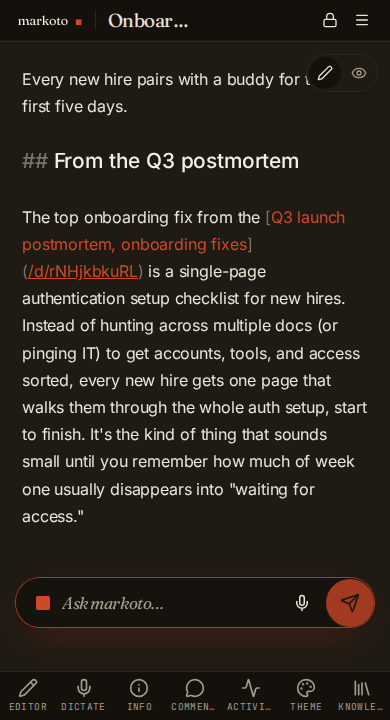 markoto
Onboar…
Every new hire pairs with a buddy for
first five days.
## From the Q3 postmortem
The top onboarding fix from the [Q3 launch
postmortem, onboarding fixes]
(/d/rNHjkbkuRL) is a single-page
authentication setup checklist for new hires.
Instead of hunting across multiple docs (or
pinging IT) to get accounts, tools, and access
sorted, every new hire gets one page that
walks them through the whole auth setup, start
to finish. It's the kind of thing that sounds
small until you remember how much of week
one usually disappears into "waiting for
access."
Ask markoto...
EDITOR DICTATE INFO COMMEN… ACTIVI… THEME KNOWLE…